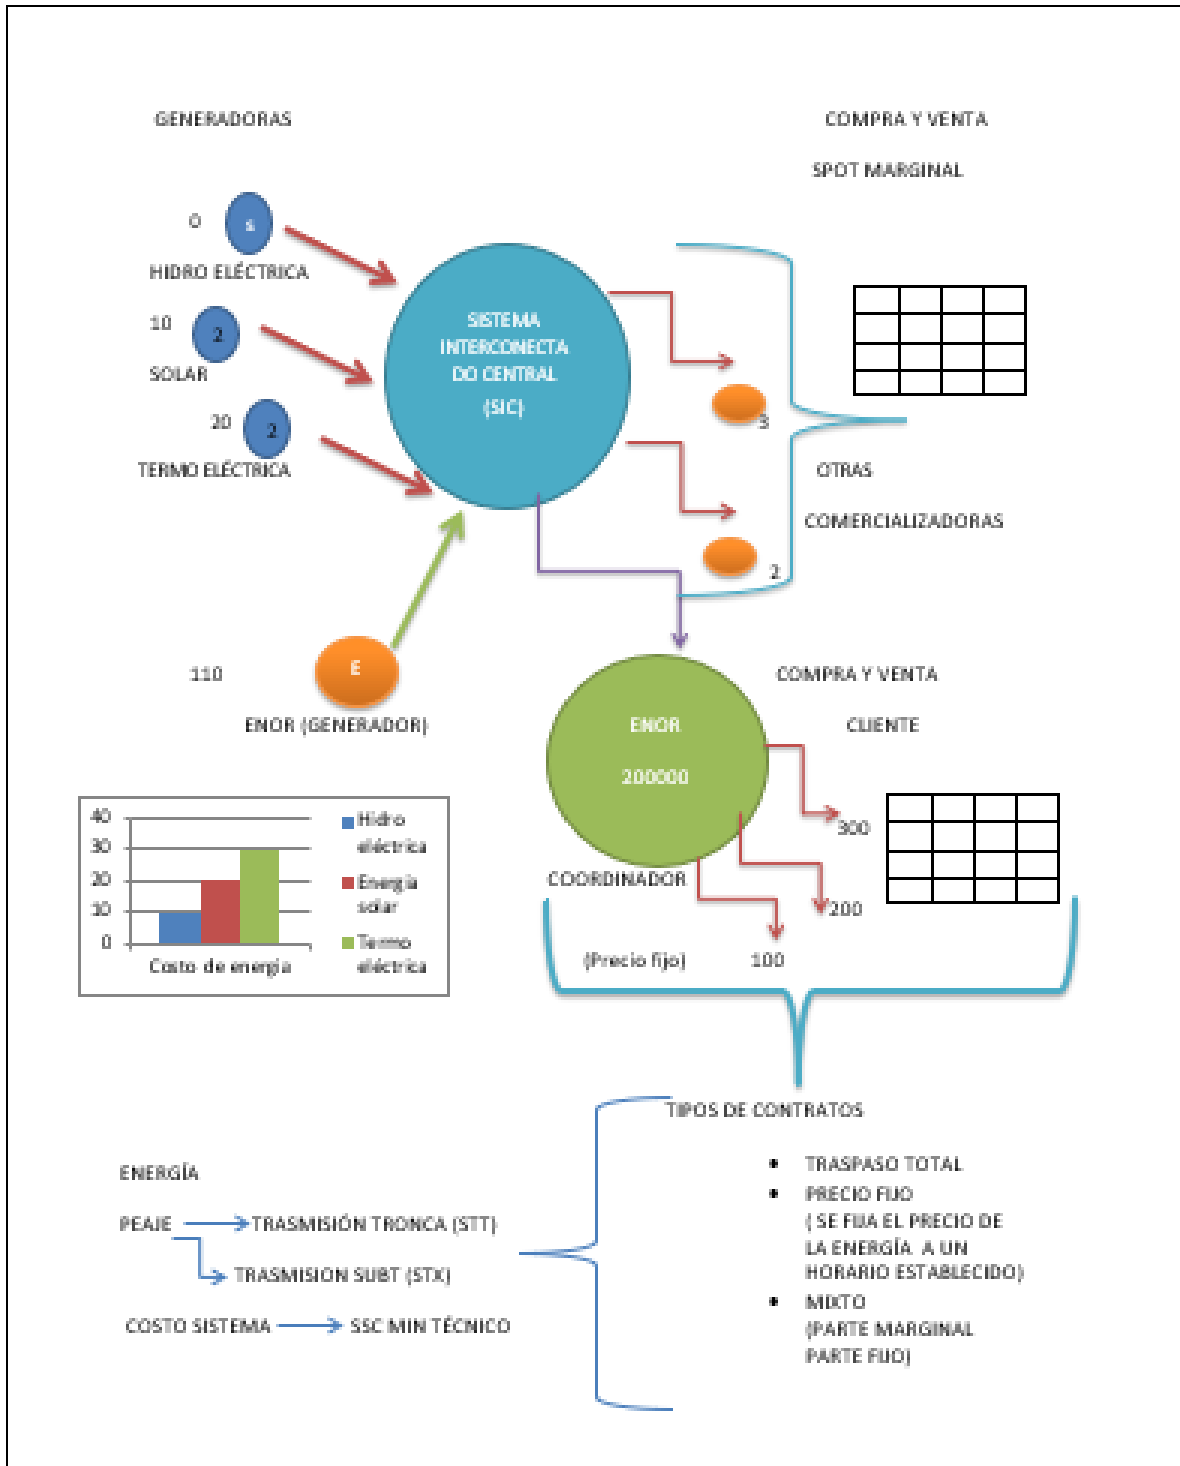 GENERADORAS
COMPRA Y VENTA
SPOT MARGINAL
0
s
HIDRO ELÉCTRICA
10
2
SOLAR
20
2
TERMO ELÉCTRICA
SISTEMA
INTERCONECTA
DO CENTRAL
(SIC)
3
OTRAS
COMERCIALIZADORAS
2
110
E
ENOR (GENERADOR)
COMPRA Y VENTA
CLIENTE
ENOR
200000
300
COORDINADOR
200
(Precio fijo)
100
40
30
20
10
0
Costo de energia
Hidro
eléctrica
Energia
solar
Termo
eléctrica
TIPOS DE CONTRATOS
TRASPASO TOTAL
PRECIO FIJO
( SE FIJA EL PRECIO DE
LA ENERGÍA A UN
HORARIO ESTABLECIDO)
MIXTO
(PARTE MARGINAL
PARTE FIJO)
ENERGÍA
PEAJE
TRASMISIÓN TRONCA (STT)
TRASMISION SUBT (STX)
COSTO SISTEMA
SSC MIN TÉCNICO